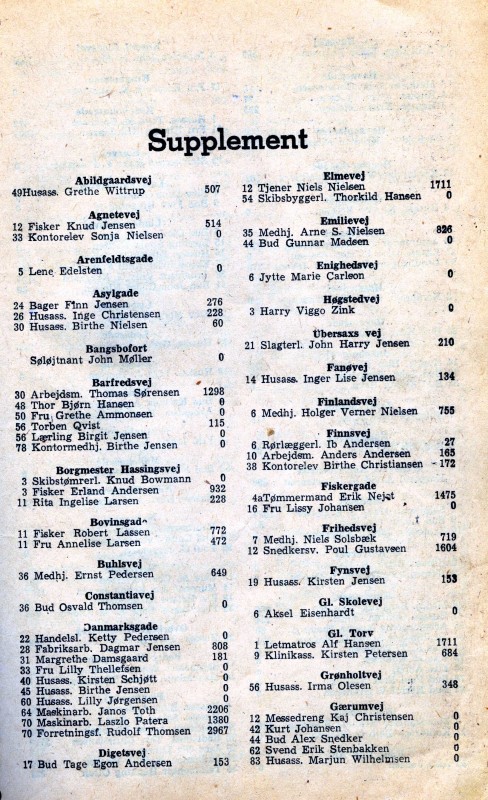 Supplement
Abildgaardsvej
49Husass. Grethe Wittrup 507
Agnetevej
12 Fisker Knud Jensen 514
33 Kontorelev Sonja Nielsen 0
Arenfeldtsgade
5 Lene Edelsten 0
Asylgade
24 Bager Finn Jensen 276
26 Husass. Inge Christensen 228
30 Husass. Birthe Nielsen 60
Bangsbofort
Søløjtnant John Møller 0
Barfredsvej
30 Arbejdsm. Thomas Sørensen 1298
48 Thor Bjørn Hansen 0
50 Fru Grethe Ammonsen 0
56 Torben Qvist 115
56 Lærling Birgit Jensen 0
78 Kontormedhj. Birthe Jensen 0
Borgmester Hassingsvej
3 Skibstømrerl. Knud Bowmann 0
3 Fisker Erland Andersen 932
11 Rita Ingelise Larsen 228
Bovinsgade
11 Fisker Robert Lassen 772
11 Fru Annelise Larsen 472
Buhlsvej
36 Medhj. Ernst Pedersen 649
Constantiavej
36 Bud Osvald Thomsen 0
Danmarksgade
22 Handelsl. Ketty Pedersen 0
28 Fabriksarb. Dagmar Jensen 808
31 Margrethe Damsgaard 181
33 Fru Lilly Thellefsen 0
40 Husass. Kirsten Schjøtt 0
45 Husass. Birthe Jensen 0
60 Husass. Lilly Jørgensen 0
64 Maskinarb. Janos Toth 2206
70 Maskinarb. Laszlo Patera 1380
70 Forretningsf. Rudolf Thomsen 2967
Digetsvej
17 Bud Tage Egon Andersen 153
Elmevej
12 Tjener Niels Nielsen 1711
54 Skibsbyggerl. Thorkild Hansen 0
Emilievej
35 Medhj. Arne S. Nielsen 826
44 Bud Gunnar Madsen 0
Enighedsvej
6 Jytte Marie Carlson 0
Høgstedvej
3 Harry Viggo Zink 0
Übersaxs vej
21 Slagterl. John Harry Jensen 210
Fanøvej
14 Husass. Inger Lise Jensen 134
Finlandsvej
6 Medhj. Holger Verner Nielsen 755
Finnsvej
6 Rørlæggerl. Ib Andersen 27
10 Arbejdsm. Anders Andersen 165
38 Kontorelev Birthe Christiansen - 172
Fiskergade
4aTømmermand Erik Nejst 1475
16 Fru Lissy Johansen 0
Frihedsvej
7 Medhj. Niels Solsbæk 719
12 Snedkersv. Poul Gustavsen 1604
Fynsvej
19 Husass. Kirsten Jensen 153
Gl. Skolevej
6 Aksel Eisenhardt 0
Gl. Torv
1 Letmatros Alf Hansen 1711
9 Klinikass. Kirsten Petersen 684
Grønholtvej
56 Husass. Irma Olesen 348
Gærumvej
12 Messedreng Kaj Christensen 0
42 Kurt Johansen 0
44 Bud Alex Snedker 0
62 Svend Erik Stenbakken 0
83 Husass. Marjun Wilhelmsen 0